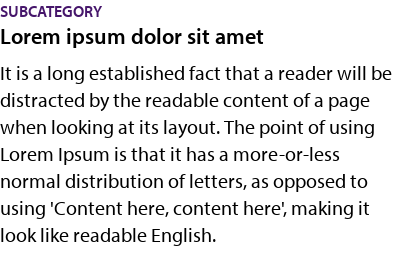 SUBCATEGORY
Lorem ipsum dolor sit amet
It is a long established fact that a reader will be
distracted by the readable content of a page
when looking at its layout. The point of using
Lorem Ipsum is that it has a more-or-less
normal distribution of letters, as opposed to
using 'Content here, content here', making it
look like readable English.